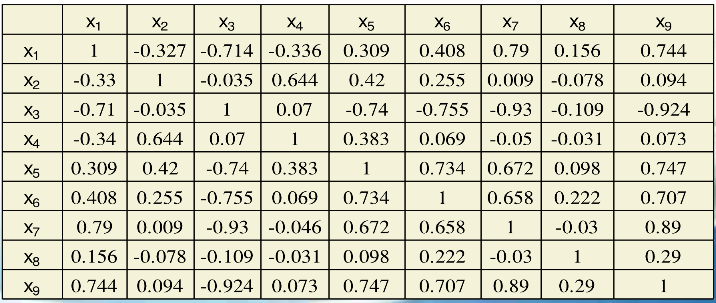 x₁ x₂ x₃ x₄ x₅ x₆ x₇ x₈ x₉
x₁ 1 -0.327 -0.714 -0.336 0.309 0.408 0.79 0.156 0.744
x₂ -0.33 1 -0.035 0.644 0.42 0.255 0.009 -0.078 0.094
x₃ -0.71 -0.035 1 0.07 -0.74 -0.755 -0.93 -0.109 -0.924
x₄ -0.34 0.644 0.07 1 0.383 0.069 -0.05 -0.031 0.073
x₅ 0.309 0.42 -0.74 0.383 1 0.734 0.672 0.098 0.747
x₆ 0.408 0.255 -0.755 0.069 0.734 1 0.658 0.222 0.707
x₇ 0.79 0.009 -0.93 -0.046 0.672 0.658 1 -0.03 0.89
x₈ 0.156 -0.078 -0.109 -0.031 0.098 0.222 -0.03 1 0.29
x₉ 0.744 0.094 -0.924 0.073 0.747 0.707 0.89 0.29 1